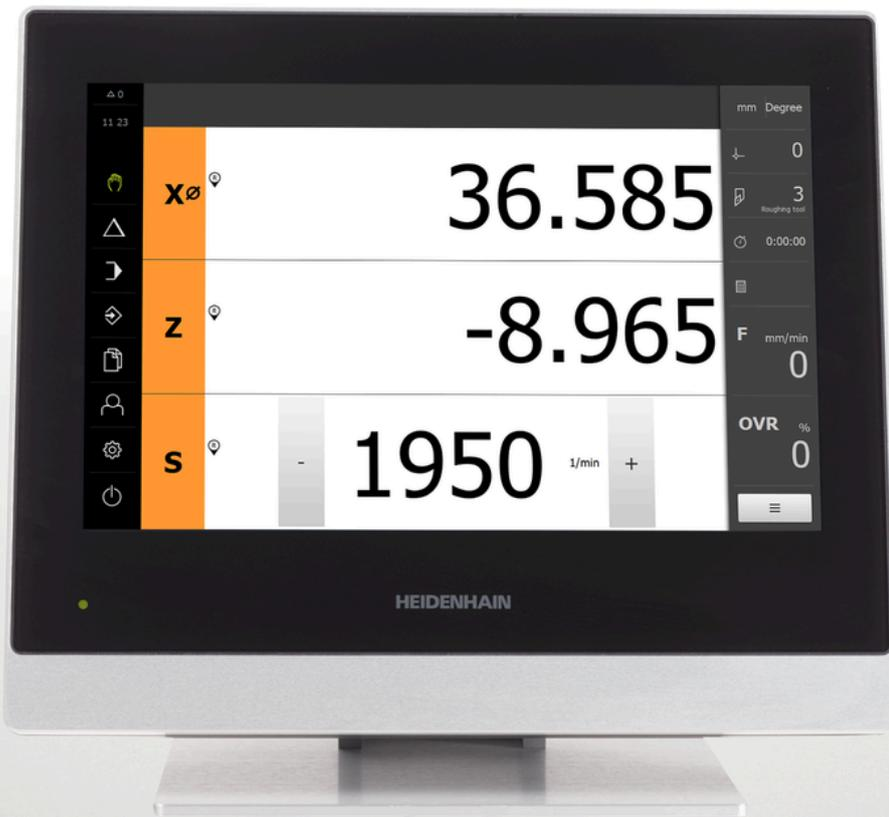 0
11 23
mm Degree
X⌀ 36.585
0
3
Roughing tool
0:00:00
Z -8.965
F mm/min
0
S - 1950 1/min +
OVR %
0
HEIDENHAIN